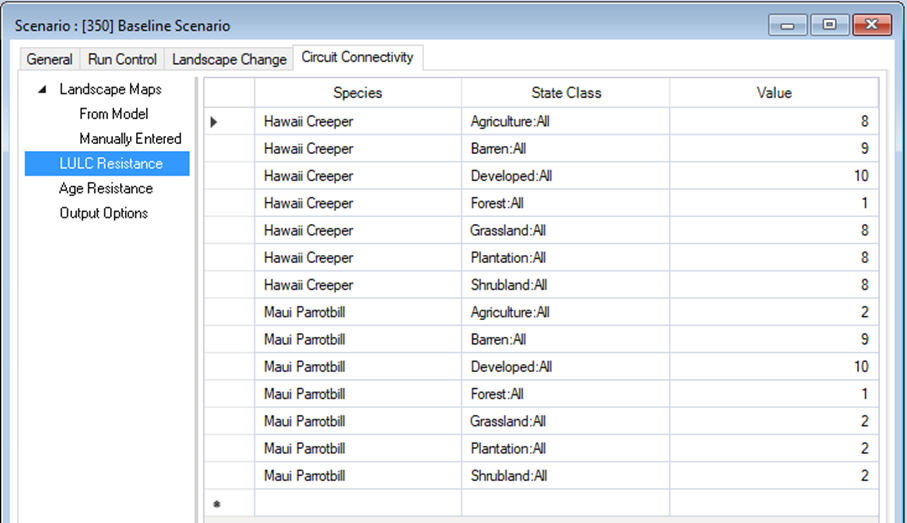 Scenario : [350] Baseline Scenario
General Run Control Landscape Change Circuit Connectivity
Landscape Maps
From Model
Manually Entered
LULC Resistance
Age Resistance
Output Options
Species State Class Value
Hawaii Creeper Agriculture:All 8
Hawaii Creeper Barren:All 9
Hawaii Creeper Developed:All 10
Hawaii Creeper Forest:All 1
Hawaii Creeper Grassland:All 8
Hawaii Creeper Plantation:All 8
Hawaii Creeper Shrubland:All 8
Maui Parrotbill Agriculture:All 2
Maui Parrotbill Barren:All 9
Maui Parrotbill Developed:All 10
Maui Parrotbill Forest:All 1
Maui Parrotbill Grassland:All 2
Maui Parrotbill Plantation:All 2
Maui Parrotbill Shrubland:All 2